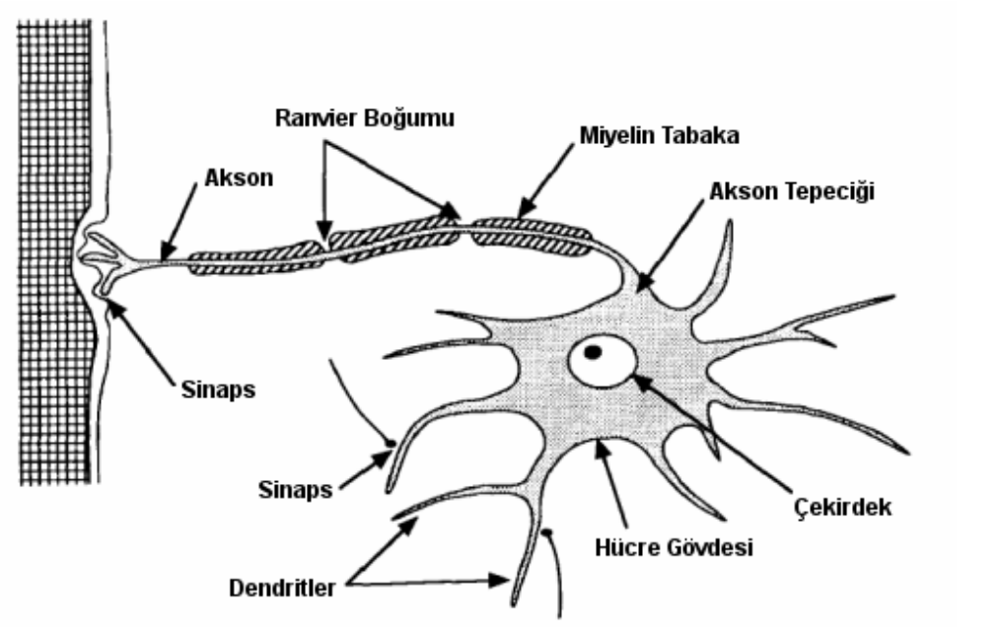 Ranvier Boğumu
Miyelin Tabaka
Akson
Akson Tepeciği
Sinaps
Sinaps
Çekirdek
Hücre Gövdesi
Dendritler